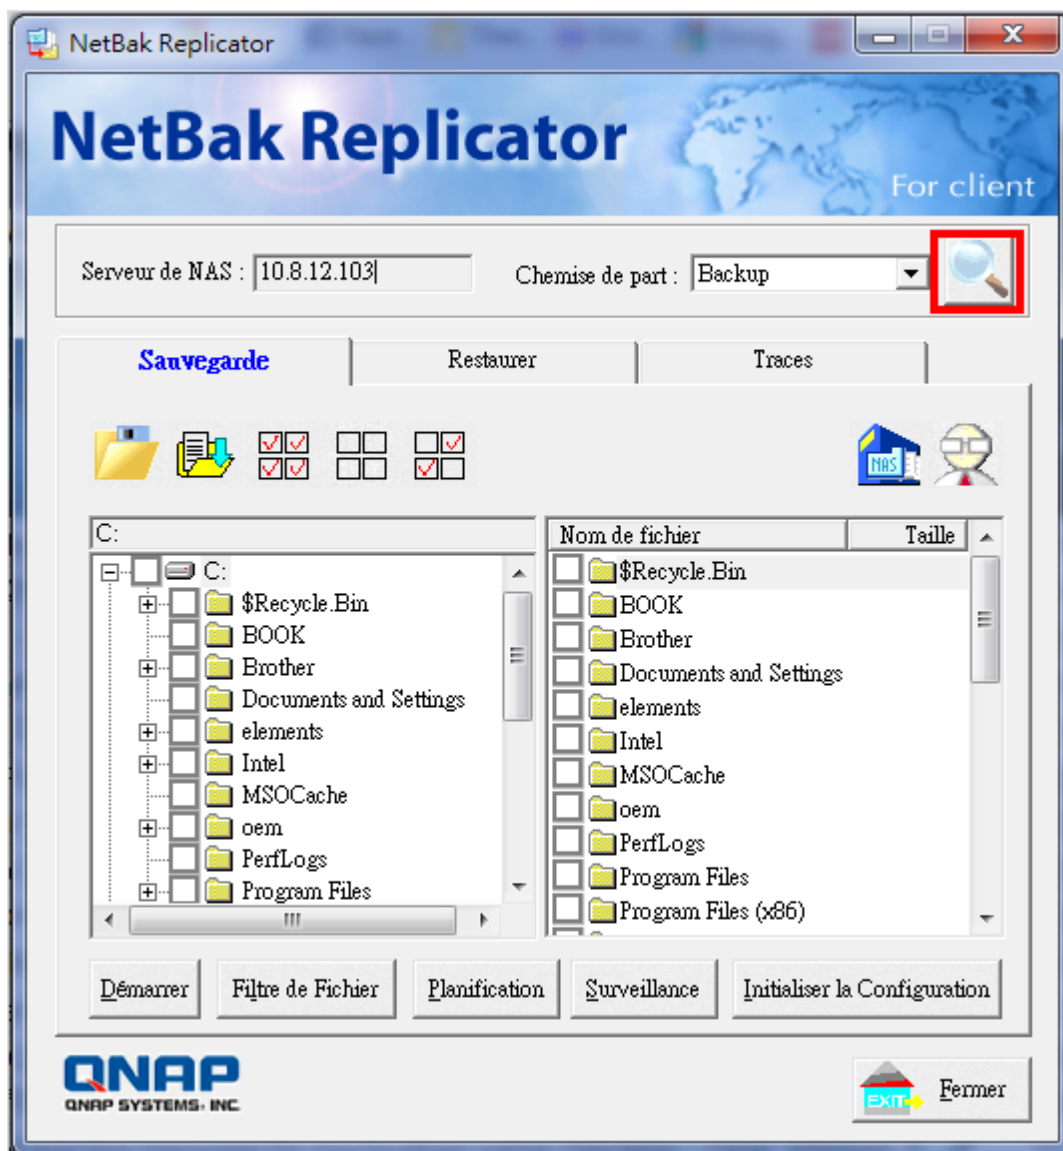 NetBak Replicator
NetBak Replicator
For client
Serveur de NAS : 10.8.12.103 Chemise de part : Backup
Sauvegarde Restaurer Traces
NAS
C:
C:
$Recycle.Bin
BOOK
Brother
Documents and Settings
elements
Intel
MSOCache
oem
PerfLogs
Program Files
Nom de fichier Taille
$Recycle.Bin
BOOK
Brother
Documents and Settings
elements
Intel
MSOCache
oem
PerfLogs
Program Files
Program Files (x86)
Démarrer Filtre de Fichier Planification Surveillance Initialiser la Configuration
QNAP
QNAP SYSTEMS, INC.
EXIT Fermer